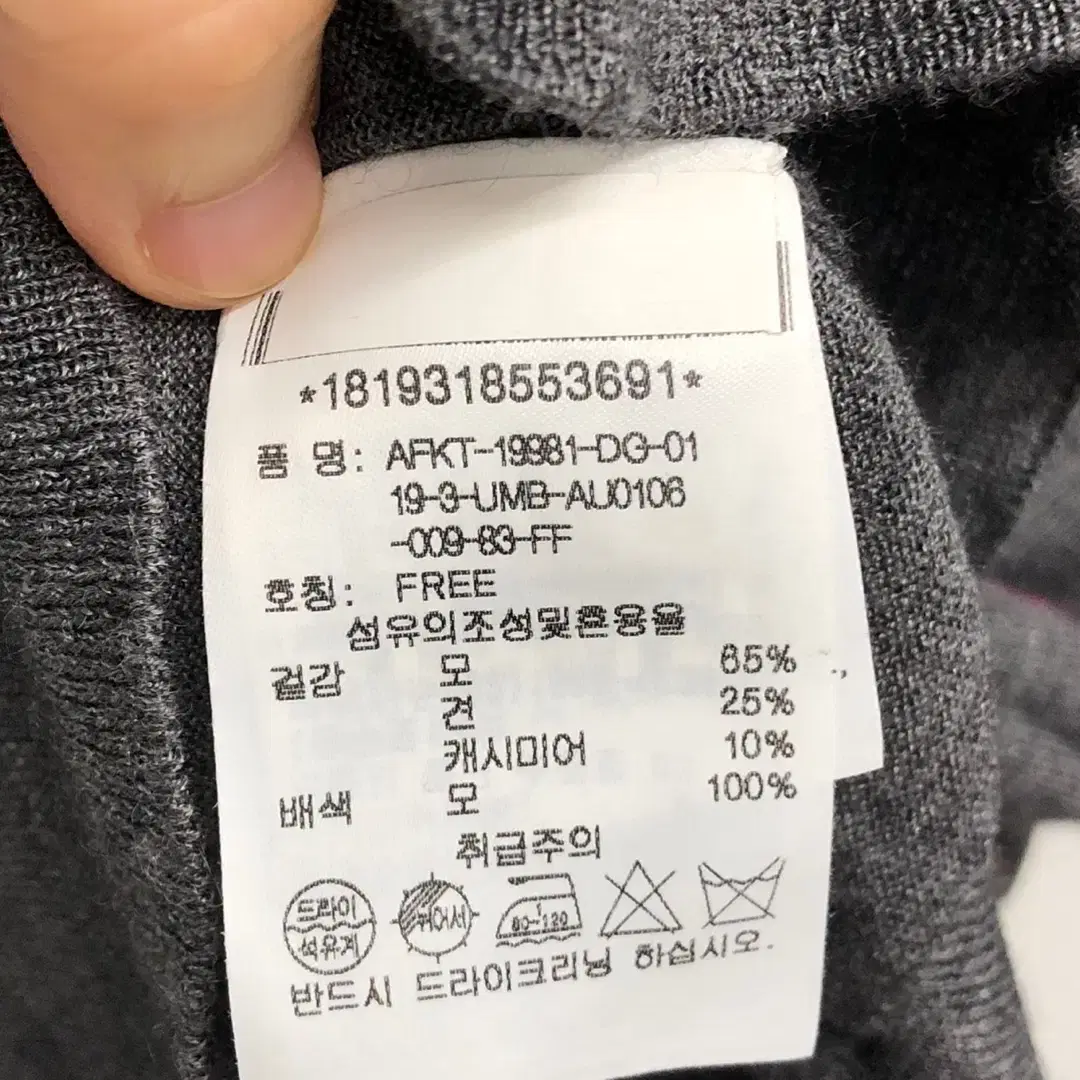 *1819318553691*
품 명: AFKT-19981-DG-01
19-3-UMB-AU0106
-009-83-FF
호칭: FREE
섬유의조성및혼용율
겉감 모 65%
견 25%
캐시미어 10%
배색 모 100%
취급주의
드라이 석유계
뉘어서
80~120
반드시 드라이크리닝 하십시오.